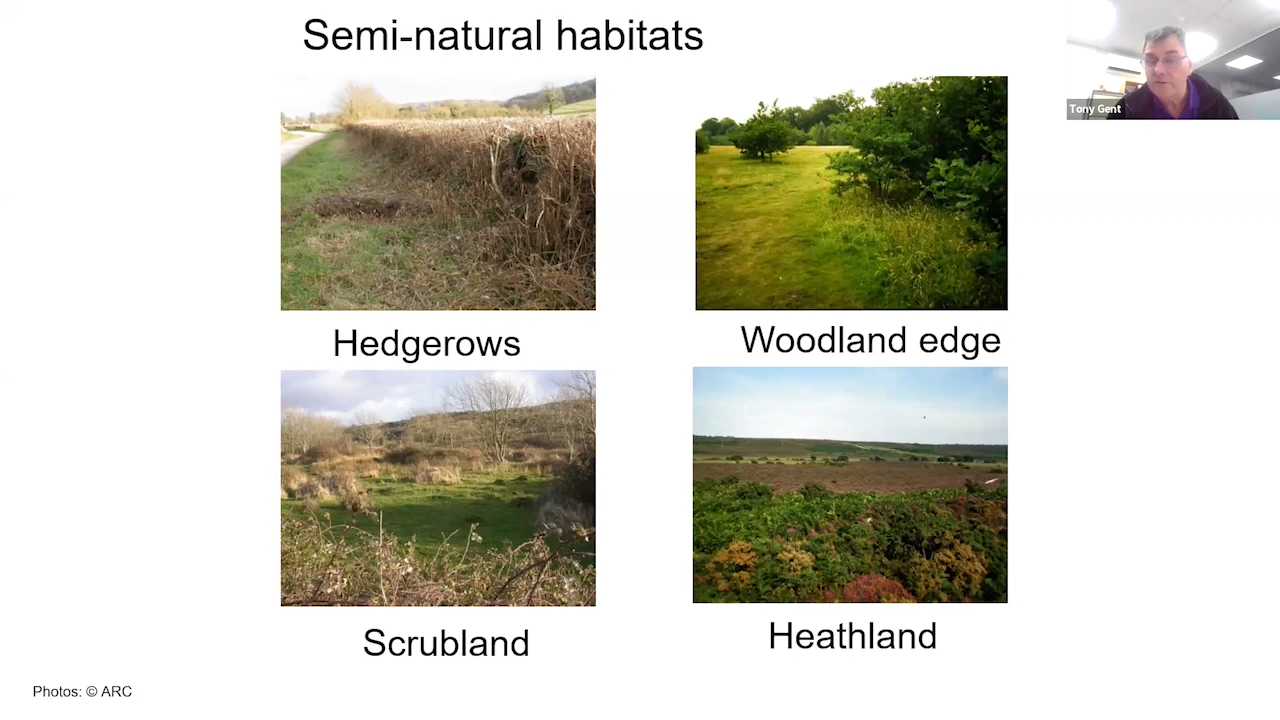 Semi-natural habitats
Tony Gent
Hedgerows
Woodland edge
Scrubland
Heathland
Photos: © ARC